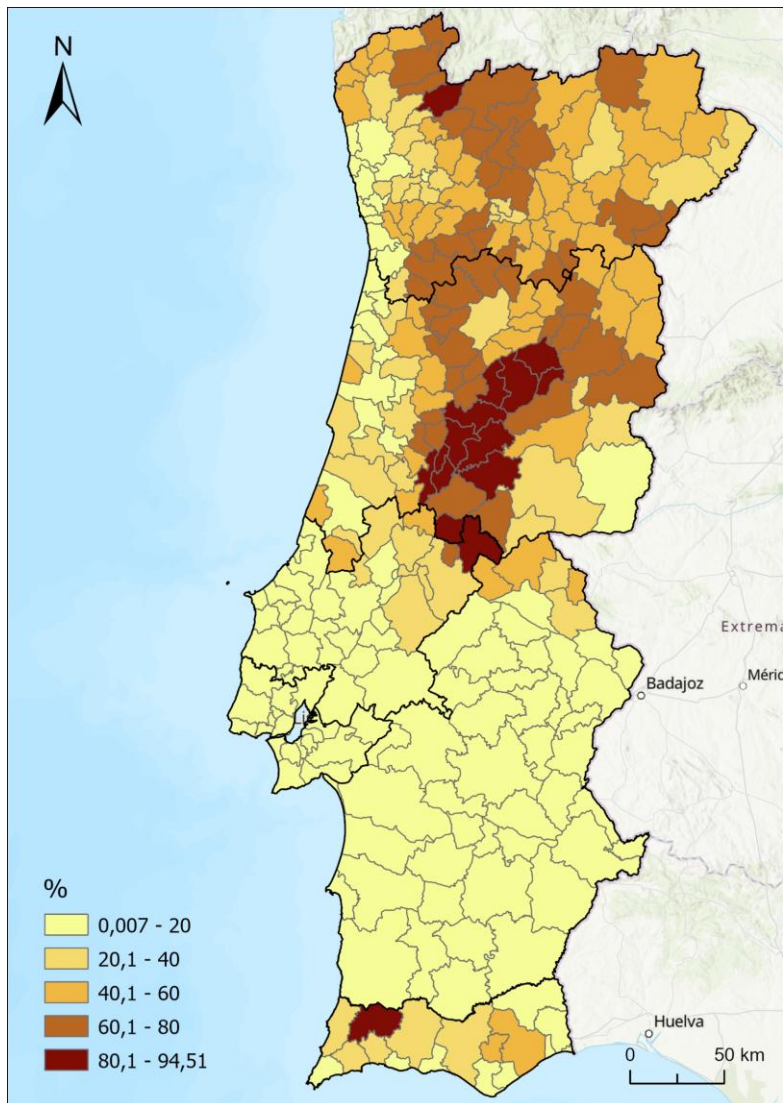 N
Extrema
Badajoz
Mérid
%
0,007 - 20
20,1 - 40
40,1 - 60
60,1 - 80
80,1 - 94,51
Huelva
0
50 km